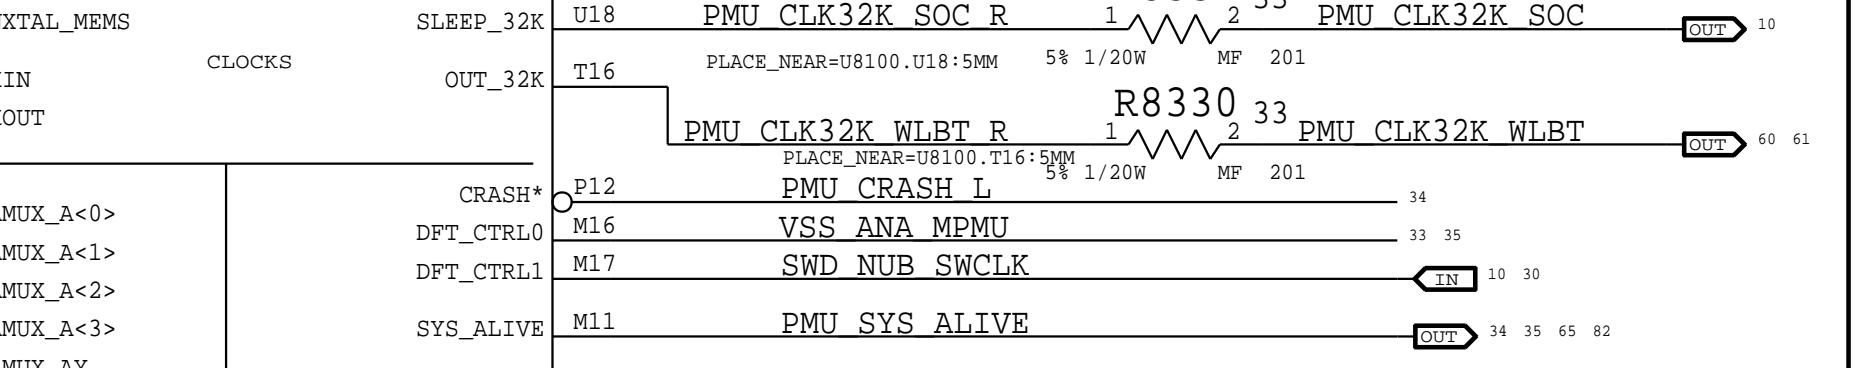 XTAL_MEMS SLEEP_32K U18 PMU_CLK32K_SOC_R 1 2 33 PMU_CLK32K_SOC OUT 10
CLOCKS PLACE_NEAR=U8100.U18:5MM 5% 1/20W MF 201
IN OUT_32K T16
R8330 33
OUT PMU_CLK32K_WLBT_R 1 2 PMU_CLK32K_WLBT OUT 60 61
PLACE_NEAR=U8100.T16:5MM
5% 1/20W MF 201
CRASH* P12 PMU_CRASH_L 34
MUX_A<0> DFT_CTRL0 M16 VSS_ANA_MPMU 33 35
MUX_A<1> DFT_CTRL1 M17 SWD_NUB_SWCLK IN 10 30
MUX_A<2>
MUX_A<3> SYS_ALIVE M11 PMU_SYS_ALIVE OUT 34 35 65 82